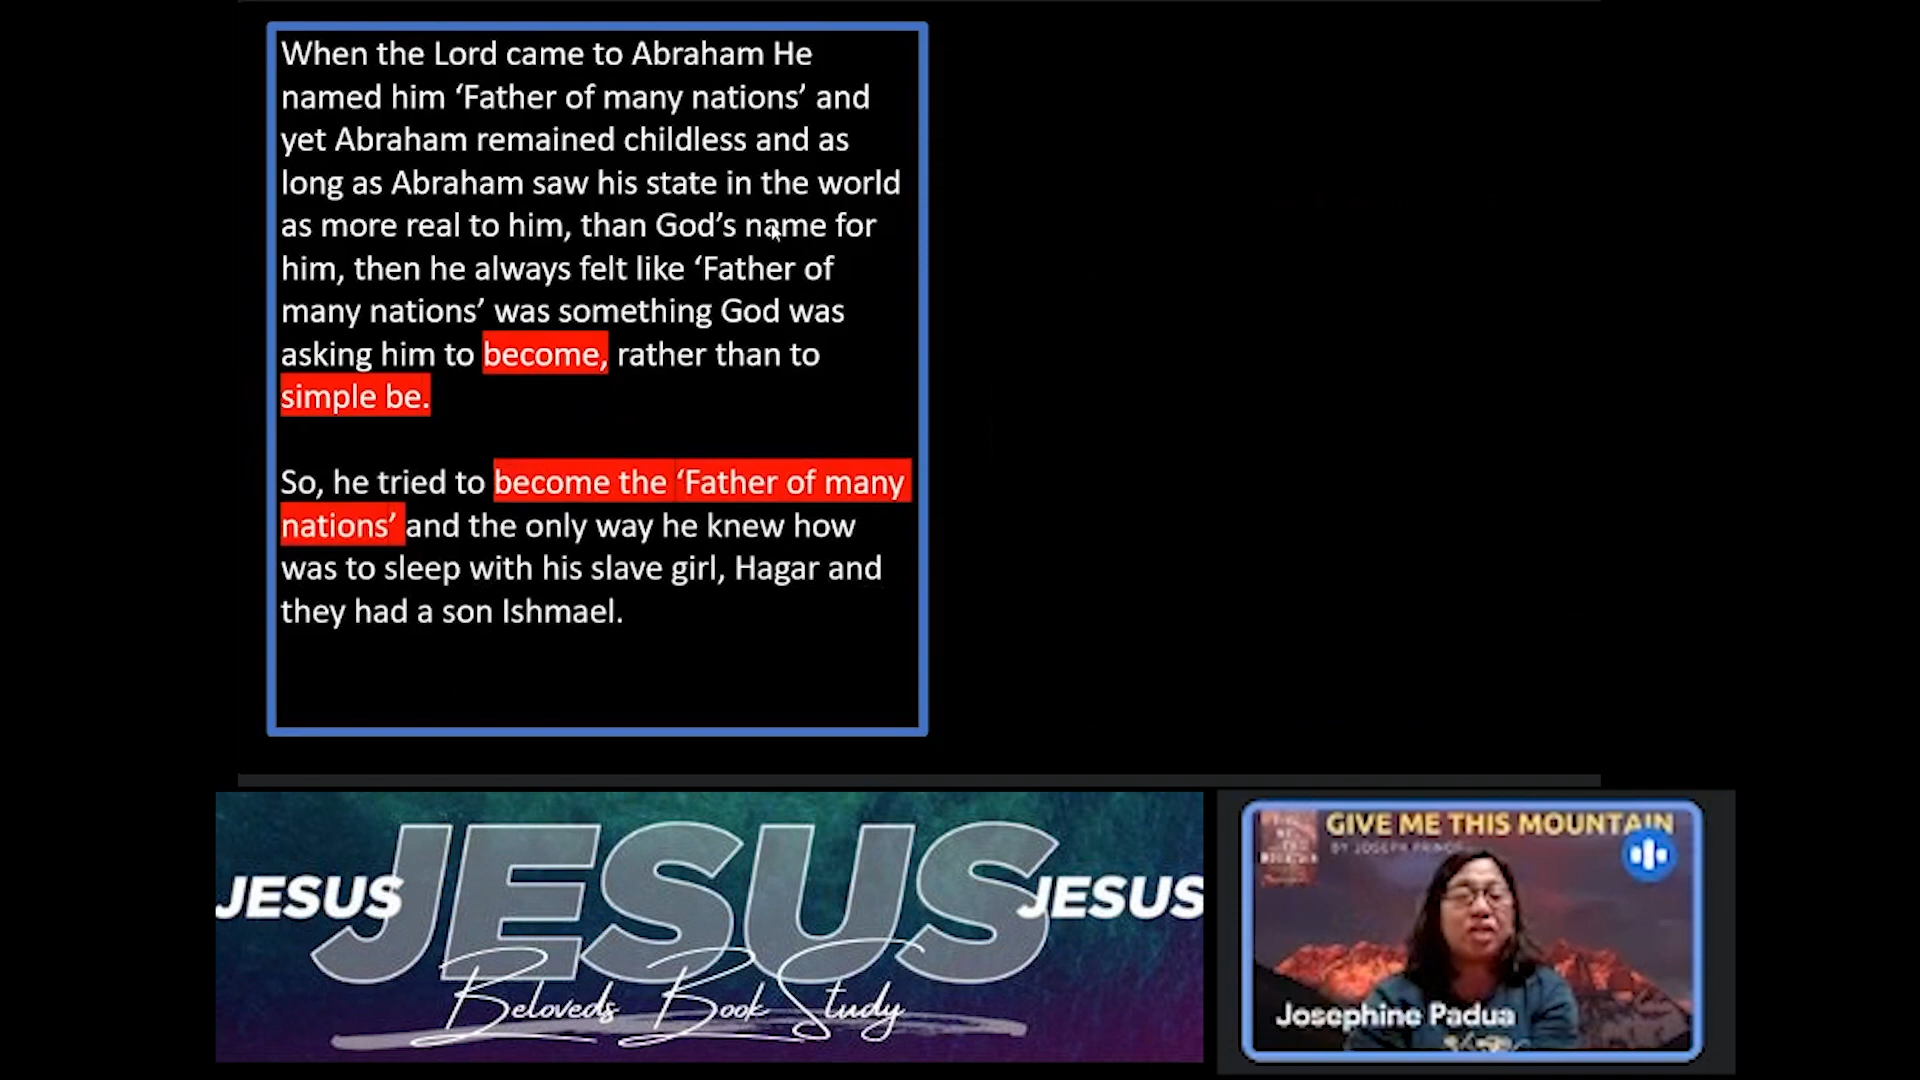 When the Lord came to Abraham He
named him ‘Father of many nations’ and
yet Abraham remained childless and as
long as Abraham saw his state in the world
as more real to him, than God’s name for
him, then he always felt like ‘Father of
many nations’ was something God was
asking him to become, rather than to
simple be.
So, he tried to become the ‘Father of many
nations’ and the only way he knew how
was to sleep with his slave girl, Hagar and
they had a son Ishmael.
JESUS JESUS JESUS
Beloveds Book Study
GIVE ME THIS MOUNTAIN
BY JOSEPH PRINCE
Josephine Padua